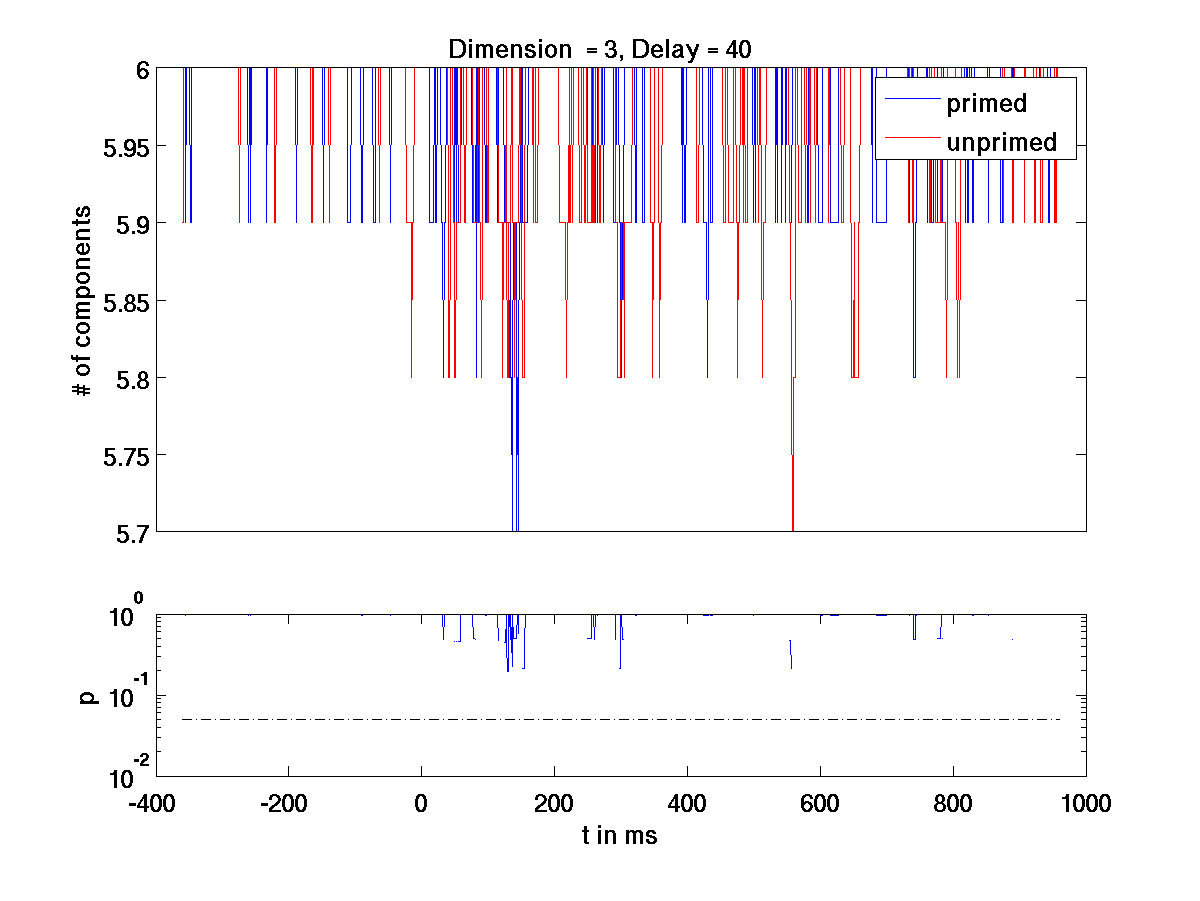 Dimension = 3, Delay = 40
6
5.95
5.9
5.85
5.8
5.75
5.7
# of components
primed
unprimed
10^0
10^-1
10^-2
p
-400 -200 0 200 400 600 800 1000
t in ms